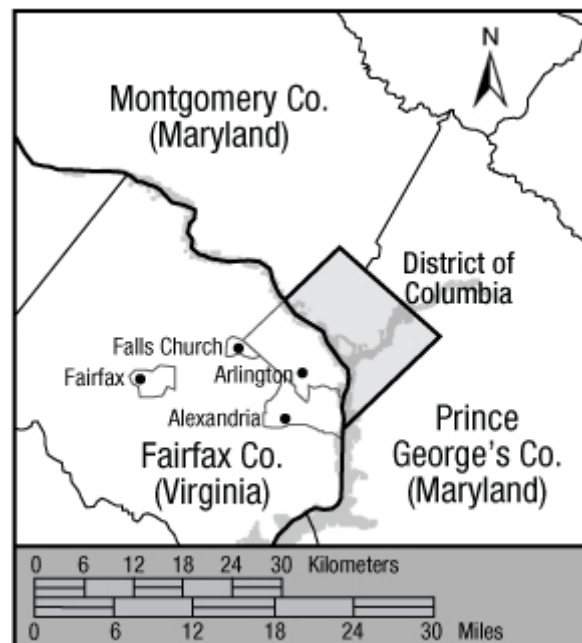 N
Montgomery Co.
(Maryland)
District of
Columbia
Falls Church
Fairfax
Arlington
Alexandria
Prince
George's Co.
(Maryland)
Fairfax Co.
(Virginia)
0 6 12 18 24 30 Kilometers
0 6 12 18 24 30 Miles